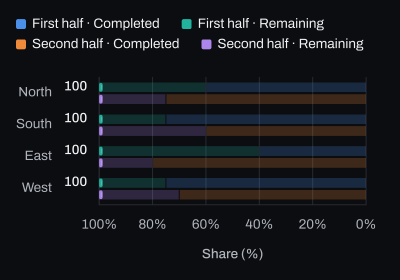 First half · Completed First half · Remaining
Second half · Completed Second half · Remaining
North 100
South 100
East 100
West 100
100% 80% 60% 40% 20% 0%
Share (%)